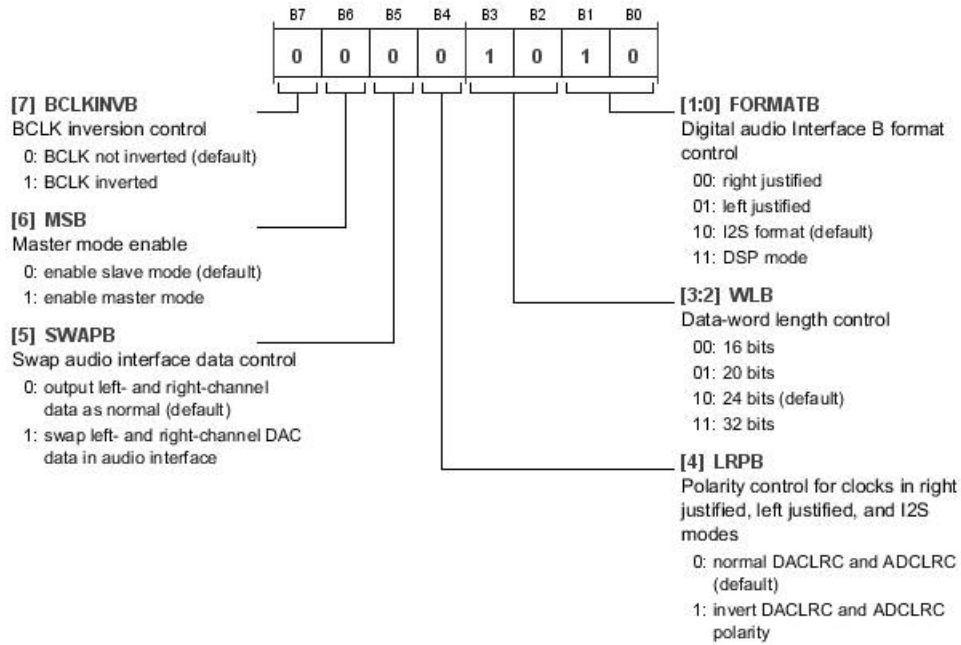 B7 B6 B5 B4 B3 B2 B1 B0
0 0 0 0 1 0 1 0
[7] BCLKINVB
BCLK inversion control
0: BCLK not inverted (default)
1: BCLK inverted
[6] MSB
Master mode enable
0: enable slave mode (default)
1: enable master mode
[5] SWAPB
Swap audio interface data control
0: output left- and right-channel
data as normal (default)
1: swap left- and right-channel DAC
data in audio interface
[1:0] FORMATB
Digital audio Interface B format
control
00: right justified
01: left justified
10: I2S format (default)
11: DSP mode
[3:2] WLB
Data-word length control
00: 16 bits
01: 20 bits
10: 24 bits (default)
11: 32 bits
[4] LRPB
Polarity control for clocks in right
justified, left justified, and I2S
modes
0: normal DACLRC and ADCLRC
(default)
1: invert DACLRC and ADCLRC
polarity